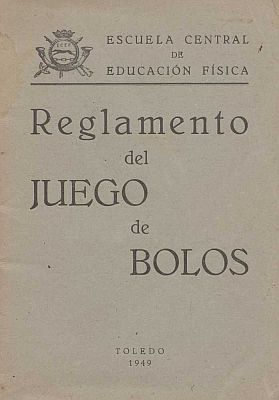 ESCUELA CENTRAL
DE
EDUCACIÓN FÍSICA
Reglamento
del
JUEGO
de
BOLOS
TOLEDO
1949